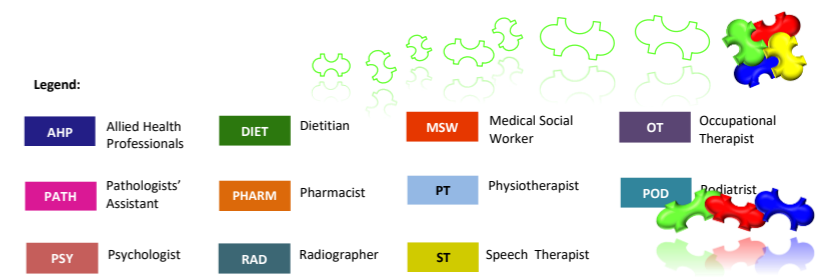 Legend:
AHP Allied Health Professionals
DIET Dietitian
MSW Medical Social Worker
OT Occupational Therapist
PATH Pathologists’ Assistant
PHARM Pharmacist
PT Physiotherapist
POD Podiatrist
PSY Psychologist
RAD Radiographer
ST Speech Therapist